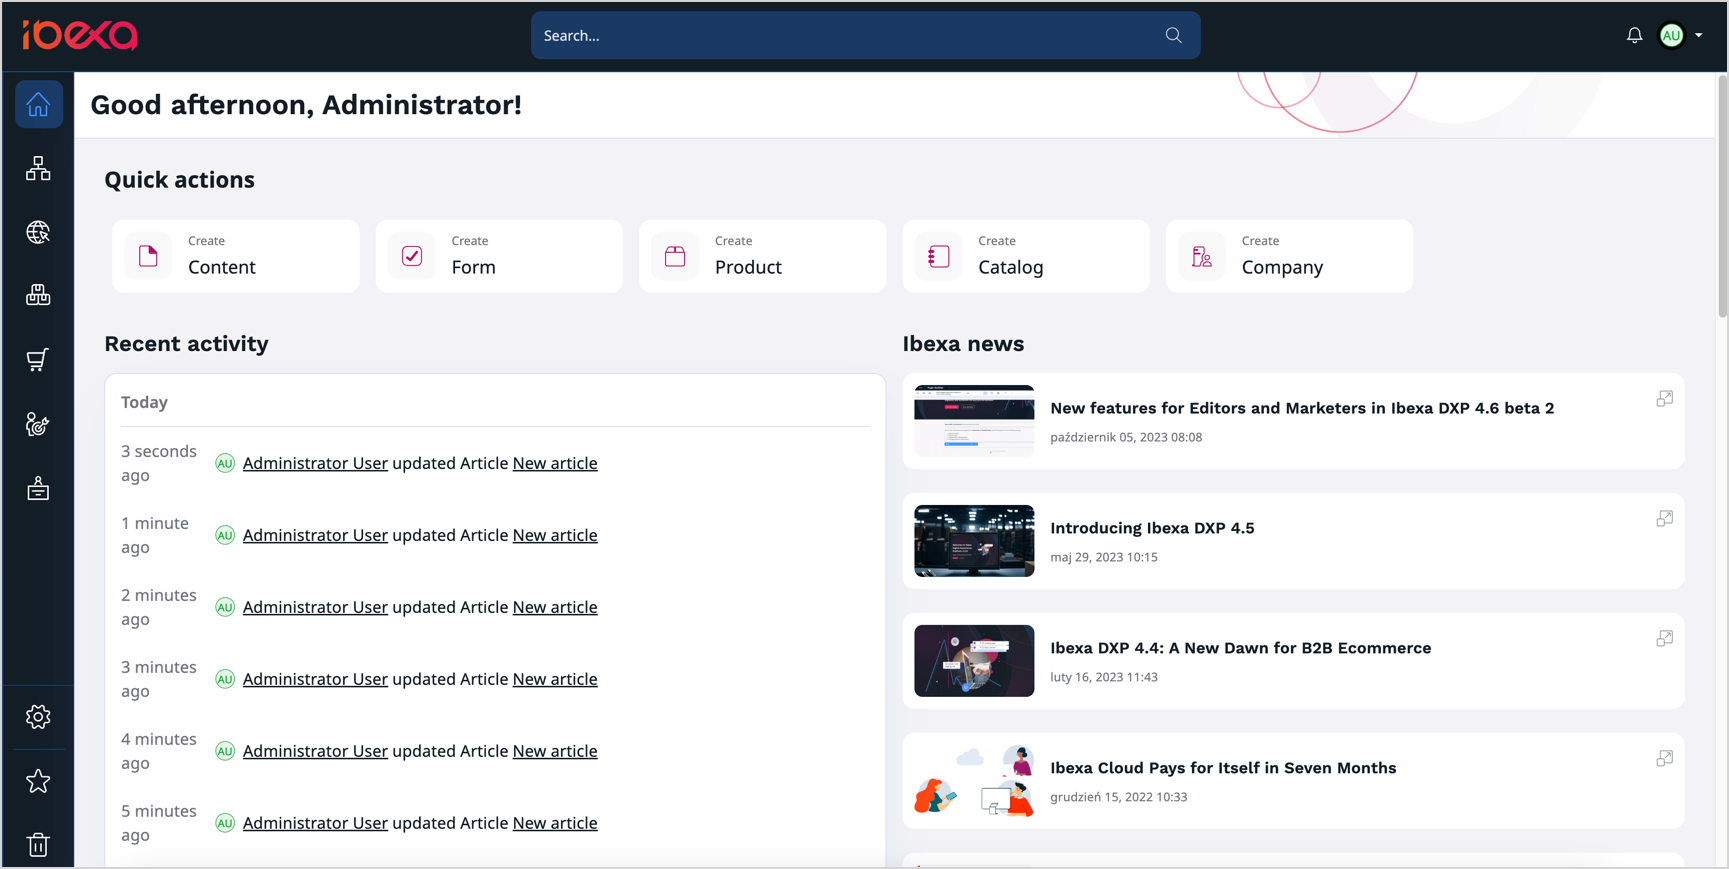 ibexa
Search...
AU
Good afternoon, Administrator!
Quick actions
Create
Content
Create
Form
Create
Product
Create
Catalog
Create
Company
Recent activity
Today
3 seconds
ago
AU Administrator User updated Article New article
1 minute
ago
AU Administrator User updated Article New article
2 minutes
ago
AU Administrator User updated Article New article
3 minutes
ago
AU Administrator User updated Article New article
4 minutes
ago
AU Administrator User updated Article New article
5 minutes
ago
AU Administrator User updated Article New article
Ibexa news
New features for Editors and Marketers in Ibexa DXP 4.6 beta 2
październik 05, 2023 08:08
Introducing Ibexa DXP 4.5
maj 29, 2023 10:15
Ibexa DXP 4.4: A New Dawn for B2B Ecommerce
luty 16, 2023 11:43
Ibexa Cloud Pays for Itself in Seven Months
grudzień 15, 2022 10:33